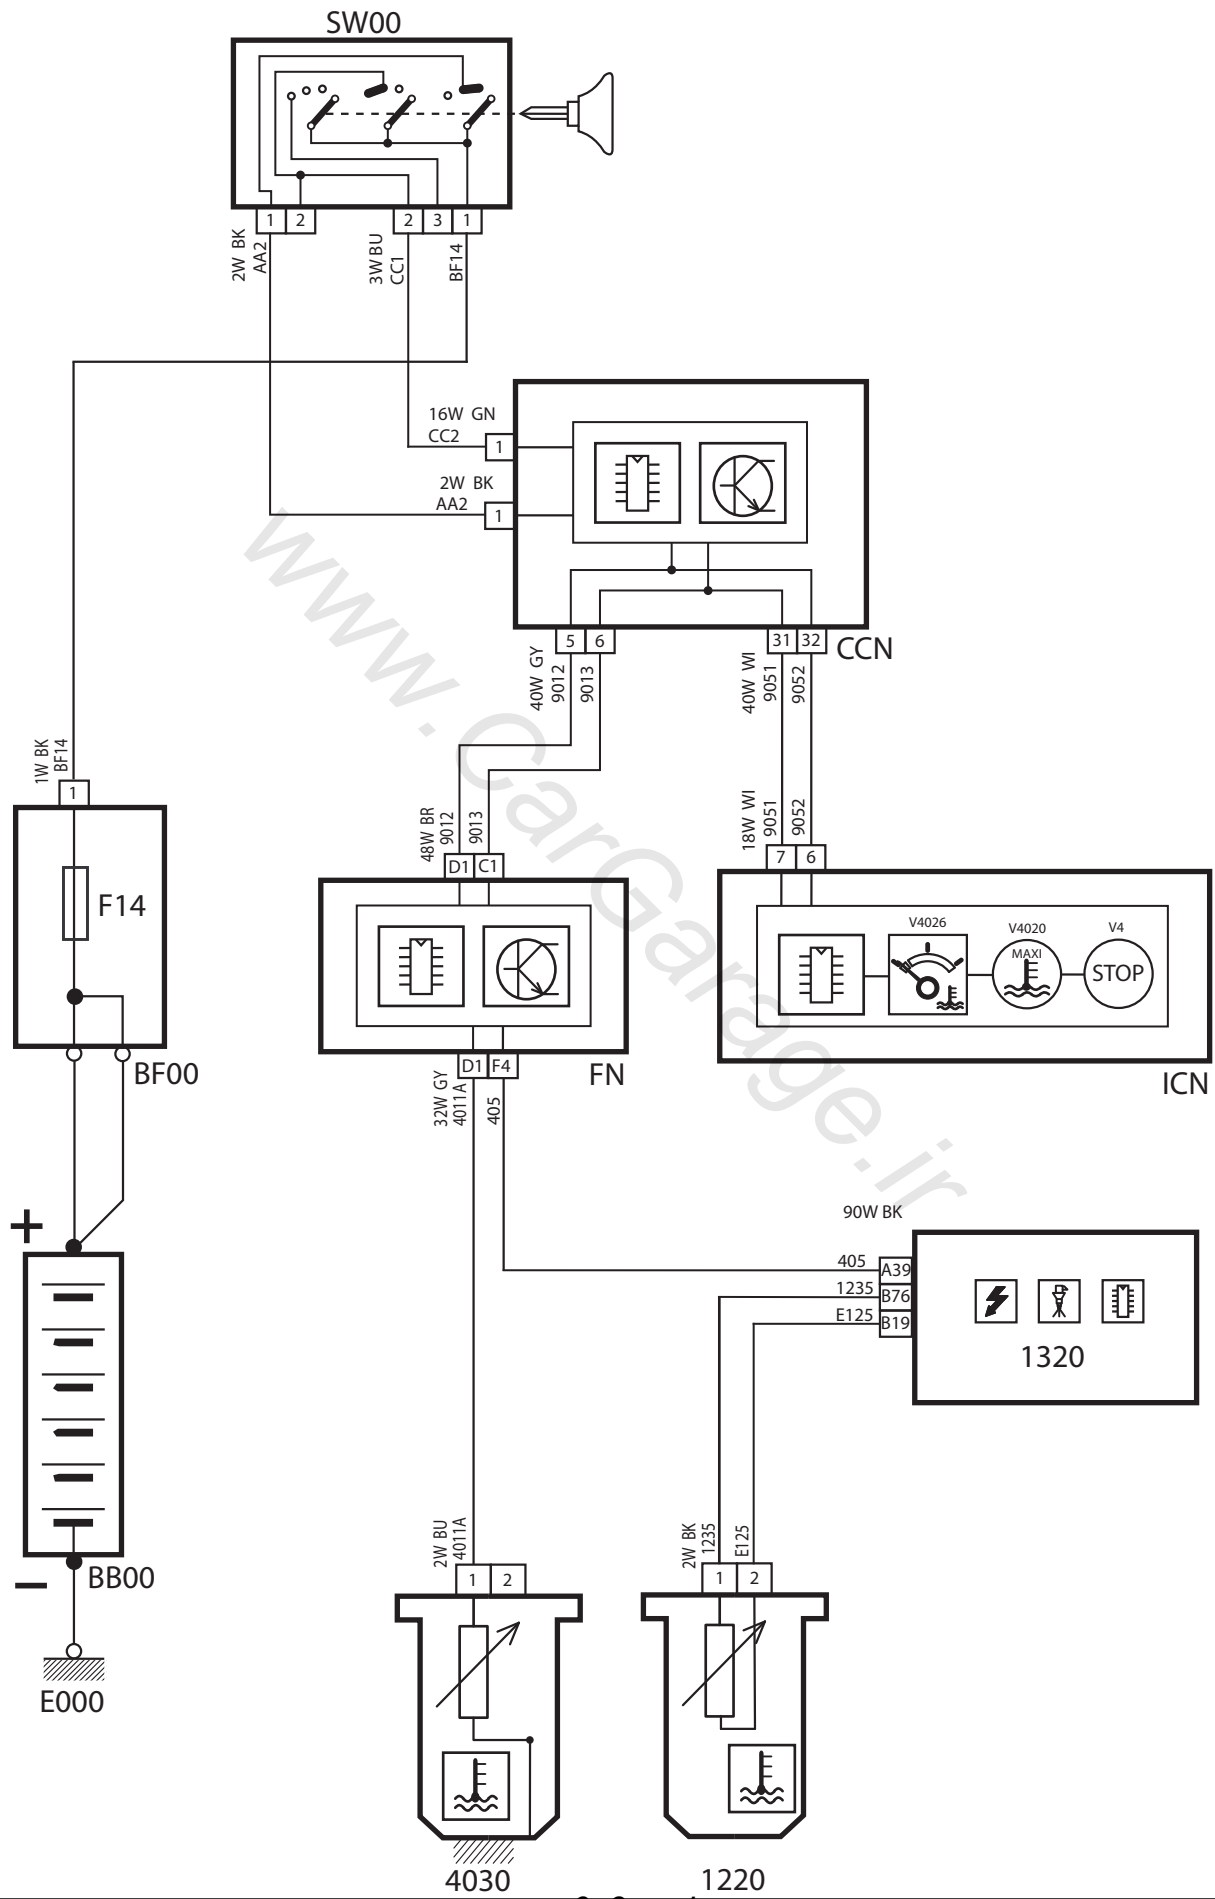 SW00
1 2
2 3 1
2W BK
AA2
3W BU
CC1
BF14
16W GN
CC2
1
2W BK
AA2
1
5 6
31 32
CCN
40W GY
9012
9013
40W WI
9051
9052
1W BK
BF14
1
F14
BF00
48W BR
9012
9013
D1 C1
18W WI
9051
9052
7 6
V4026
V4020
V4
MAXI
STOP
ICN
D1 F4
FN
32W GY
4011A
405
www.CarGarage.ir
90W BK
405
A39
1235
B76
E125
B19
1320
+
−
BB00
E000
2W BU
4011A
1 2
2W BK
1235
E125
1 2
4030
1220